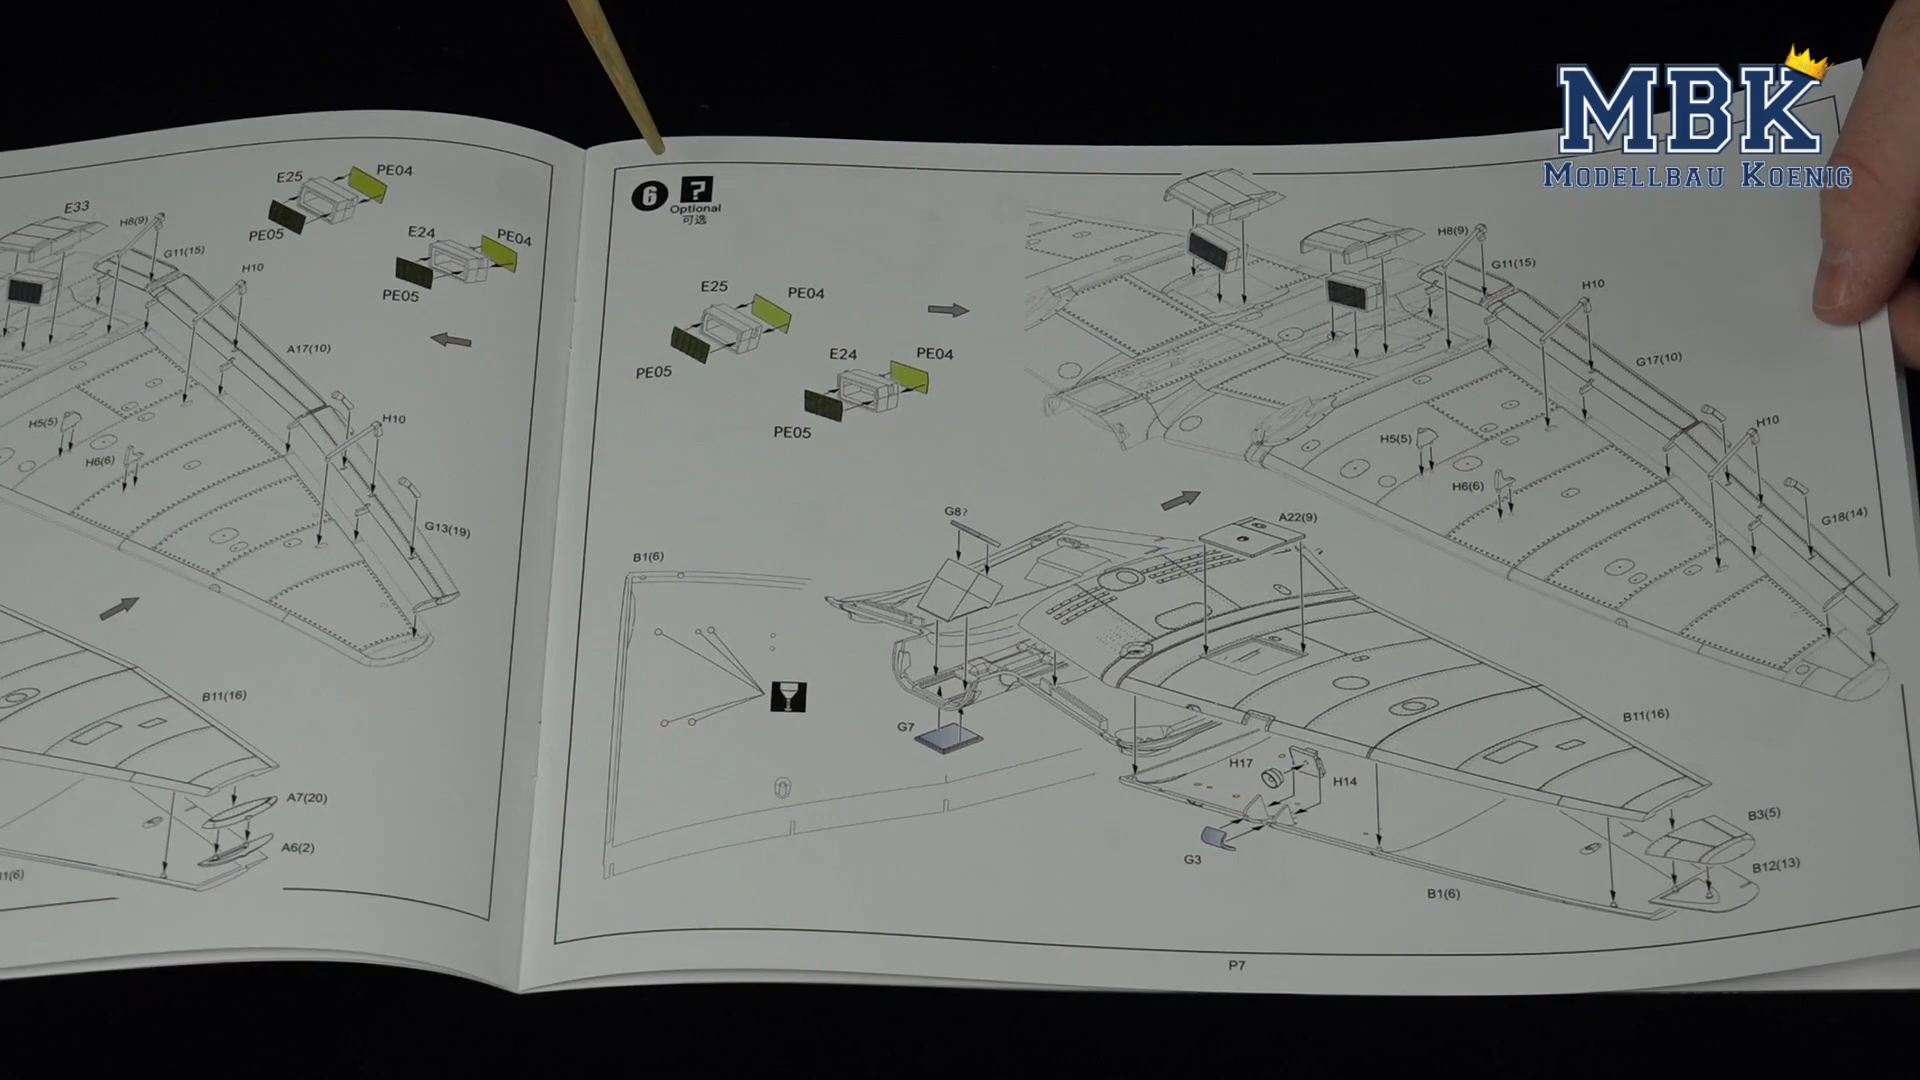 MBK
MODELLBAU KOENIG
E33
H8(9)
E25
PE04
PE05
G11(15)
H10
E24
PE04
PE05
A17(10)
H5(5)
H6(6)
H10
G13(19)
B11(16)
A7(20)
A6(2)
6
?
Optional
可选
E25
PE04
PE05
E24
PE04
PE05
H8(9)
G11(15)
H10
G17(10)
H5(5)
H6(6)
H10
G18(14)
B1(6)
G8?
A22(9)
G7
H17
H14
G3
B11(16)
B3(5)
B12(13)
B1(6)
P7